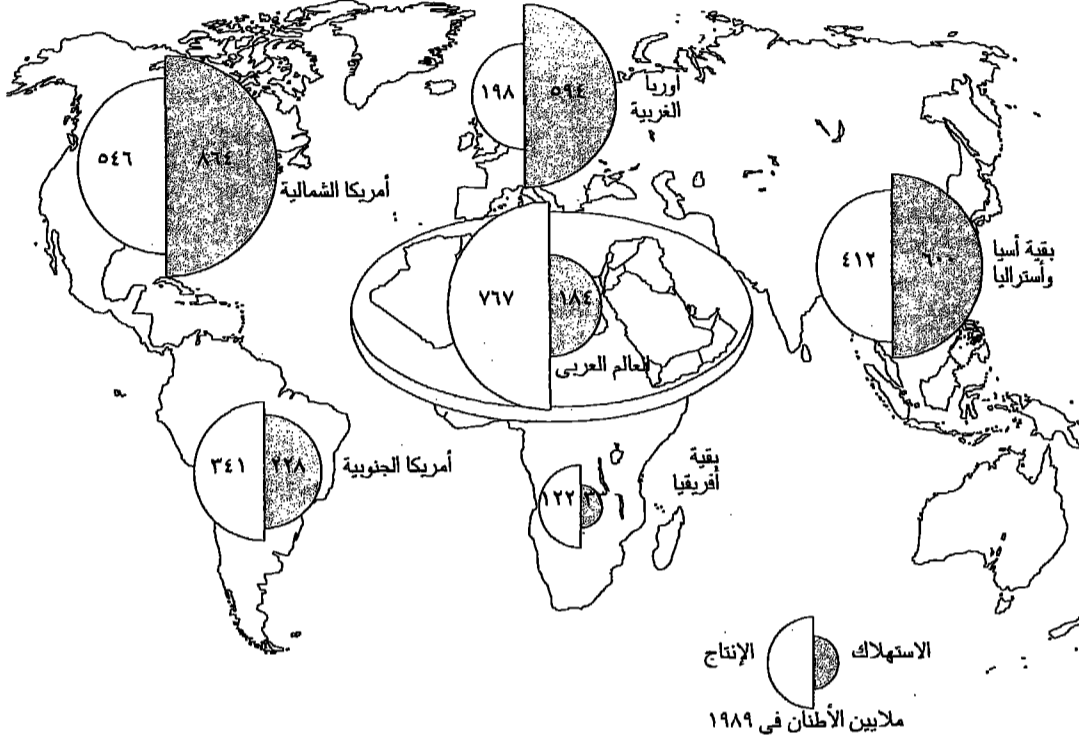 أمريكا الشمالية
٥٤٦
٨٦٤
أوربا
الغربية
١٩٨
٥٩٤
بقية أسيا
وأستراليا
٤١٢
٦٠٠
العالم العربى
٧٦٧
١٨٤
أمريكا الجنوبية
٣٤١
٢٢٨
بقية
أفريقيا
١٢٢
الإنتاج
الاستهلاك
ملايين الأطنان فى ١٩٨٩